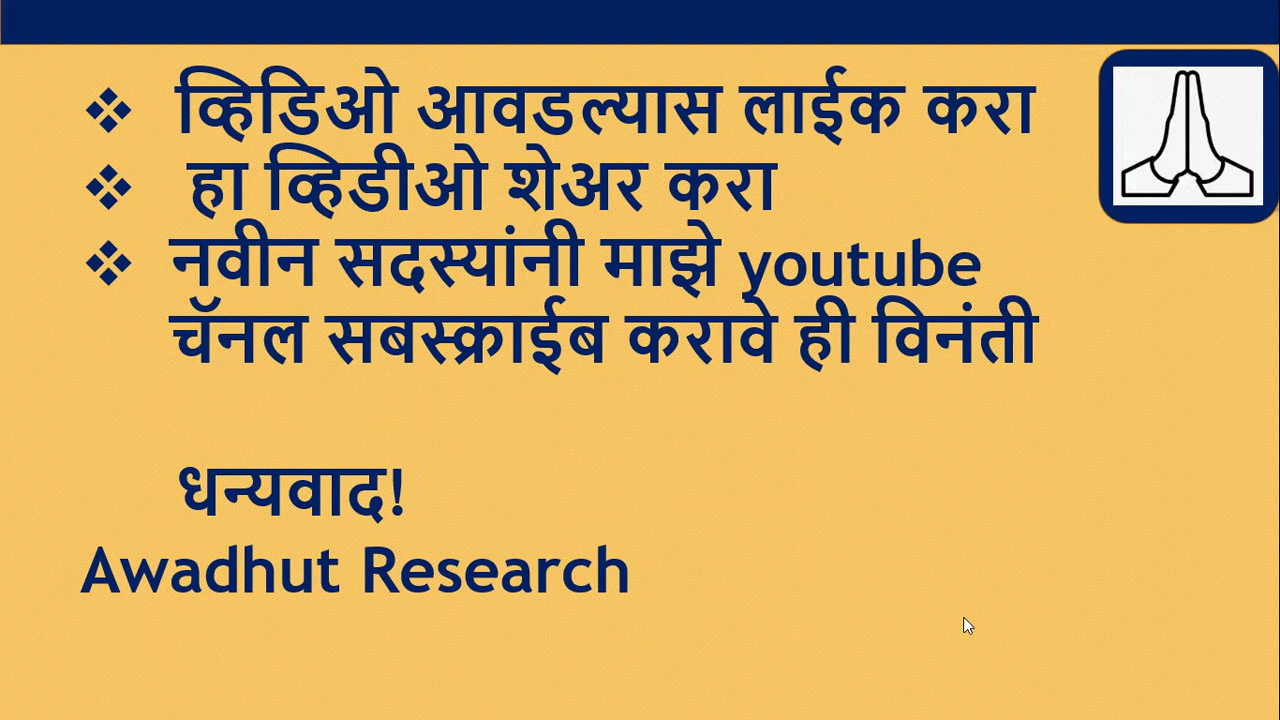 ❖ व्हिडिओ आवडल्यास लाईक करा
❖ हा व्हिडीओ शेअर करा
❖ नवीन सदस्यांनी माझे youtube
चॅनल सबस्क्राईब करावे ही विनंती
धन्यवाद!
Awadhut Research